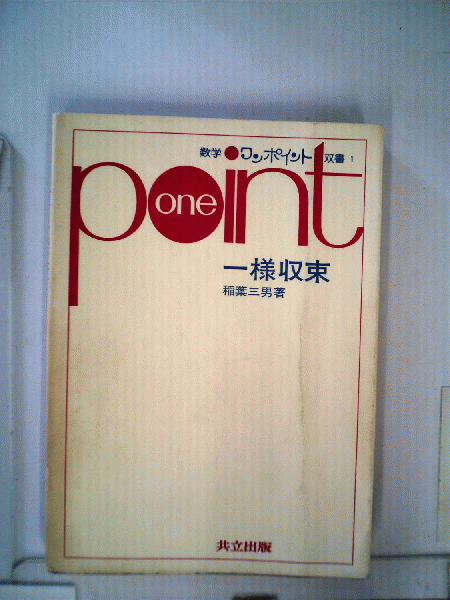 数学ワンポイント双書 1
point
one
一様収束
稲葉三男著
共立出版